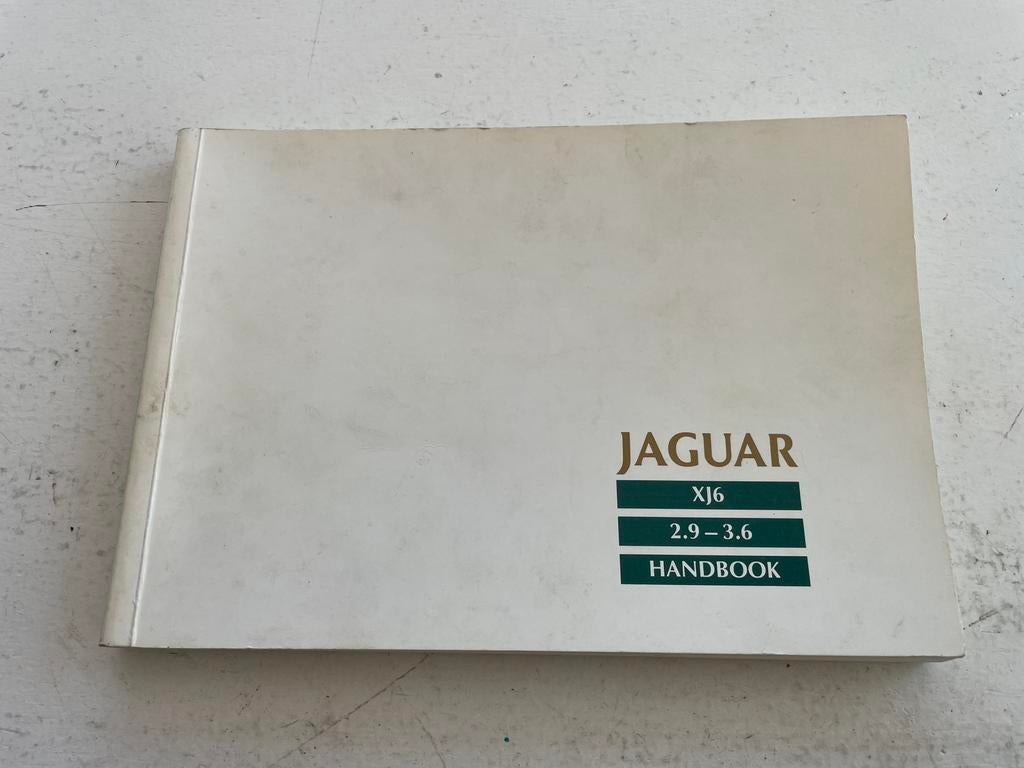 JAGUAR
XJ6
2.9 – 3.6
HANDBOOK